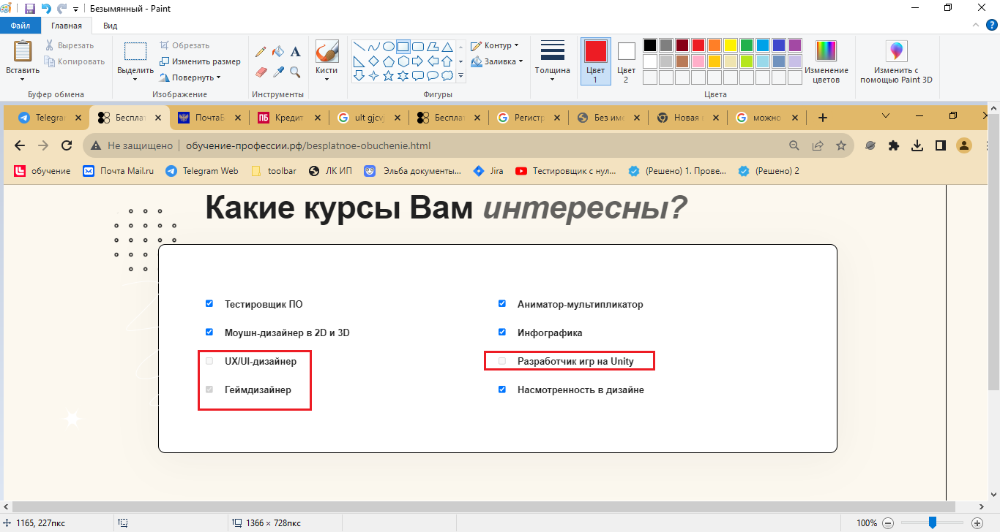 Безымянный - Paint
Файл
Главная
Вид
Вставить
Вырезать
Копировать
Буфер обмена
Выделить
Обрезать
Изменить размер
Повернуть
Изображение
Инструменты
Кисти
Контур
Заливка
Фигуры
Толщина
Цвет 1
Цвет 2
Изменение цветов
Цвета
Изменить с помощью Paint 3D
Telegra
Бесплат
ПочтаБ
ПБ Кредит
ult gjcvj
Бесплат
Регистр
Без име
Новая
можно
Не защищено
обучение-профессии.рф/besplatnoe-obuchenie.html
обучение
Почта Mail.ru
Telegram Web
toolbar
ЛК ИП
Эльба документы...
Jira
Тестировщик с нул...
(Решено) 1. Прове...
(Решено) 2
Какие курсы Вам интересны?
Тестировщик ПО
Моушн-дизайнер в 2D и 3D
UX/UI-дизайнер
Геймдизайнер
Аниматор-мультипликатор
Инфографика
Разработчик игр на Unity
Насмотренность в дизайне
1165, 227пкс
1366 × 728пкс
100%